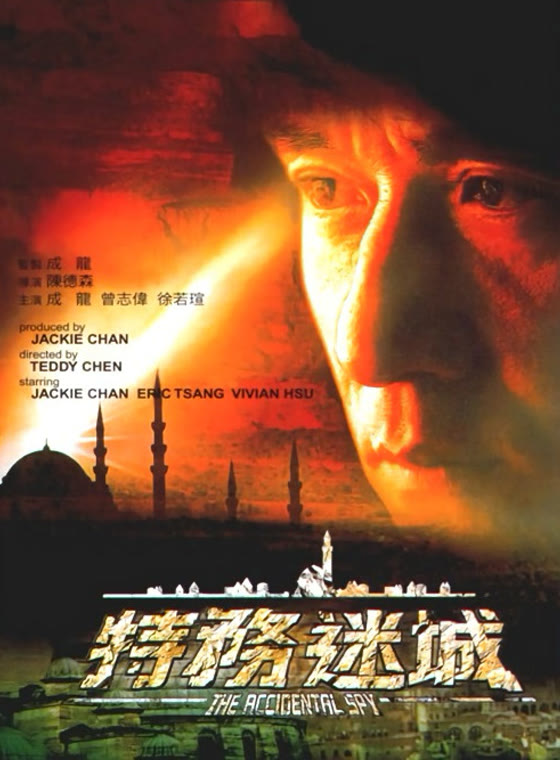 監製 成 龍
導演 陳德森
主演 成 龍 曾志偉 徐若瑄
produced by
JACKIE CHAN
directed by
TEDDY CHEN
starring
JACKIE CHAN ERIC TSANG VIVIAN HSU
特務迷城
THE ACCIDENTAL SPY